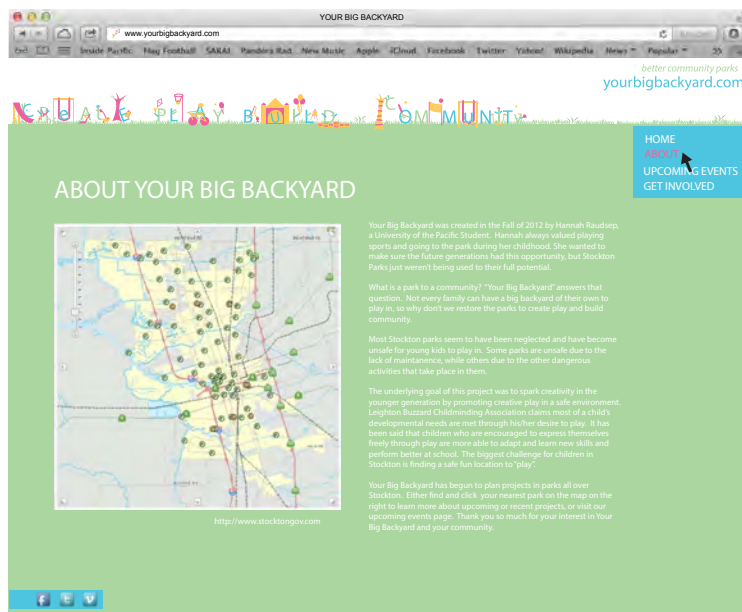 YOUR BIG BACKYARD
www.yourbigbackyard.com
Inside Pacific Flag Football SAKAI Pandora Rad New Music Apple iCloud Facebook Twitter Yahoo! Wikipedia News Popular
better community parks
yourbigbackyard.com
CREATE PLAY BUILD COMMUNITY
HOME
ABOUT
UPCOMING EVENTS
GET INVOLVED
ABOUT YOUR BIG BACKYARD
Your Big Backyard was created in the Fall of 2012 by Hannah Raudsep,
a University of the Pacific Student. Hannah always valued playing
sports and going to the park during her childhood. She wanted to
make sure the future generations had this opportunity, but Stockton
Parks just weren't being used to their full potential.
What is a park to a community? "Your Big Backyard" answers that
question. Not every family can have a big backyard of their own to
play in, so why don't we restore the parks to create play and build
community.
Most Stockton parks seem to have been neglected and have become
unsafe for young kids to play in. Some parks are unsafe due to the
lack of maintanence, while others due to the other dangerous
activities that take place in them.
The underlying goal of this project was to spark creativity in the
younger generation by promoting creative play in a safe environment.
Leighton Buzzard Childminding Association claims most of a child's
developmental needs are met through his/her desire to play. It has
been said that children who are encouraged to express themselves
freely through play are more able to adapt and learn new skills and
perform better at school. The biggest challenge for children in
Stockton is finding a safe fun location to "play".
Your Big Backyard has begun to plan projects in parks all over
Stockton. Either find and click your nearest park on the map on the
right to learn more about upcoming or recent projects, or visit our
upcoming events page. Thank you so much for your interest in Your
Big Backyard and your community.
http://www.stocktongov.com